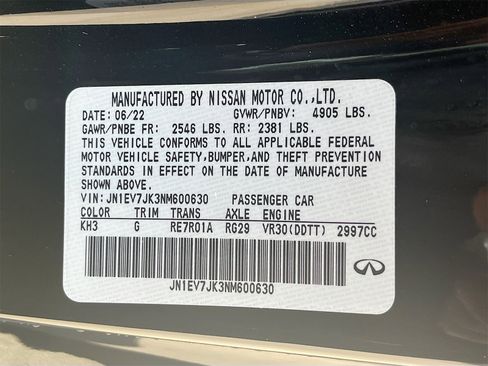 MANUFACTURED BY NISSAN MOTOR CO.,LTD.
DATE: 06/22 GVWR/PNBV: 4905 LBS.
GAWR/PNBE FR: 2546 LBS. RR: 2381 LBS.
THIS VEHICLE CONFORMS TO ALL APPLICABLE FEDERAL
MOTOR VEHICLE SAFETY,BUMPER,AND THEFT PREVENTION
STANDARDS IN EFFECT ON THE DATE OF MANUFACTURE
SHOWN ABOVE.
VIN: JN1EV7JK3NM600630 PASSENGER CAR
COLOR TRIM TRANS AXLE ENGINE
KH3 G RE7R01A RG29 VR30(DDTT) 2997CC
JN1EV7JK3NM600630